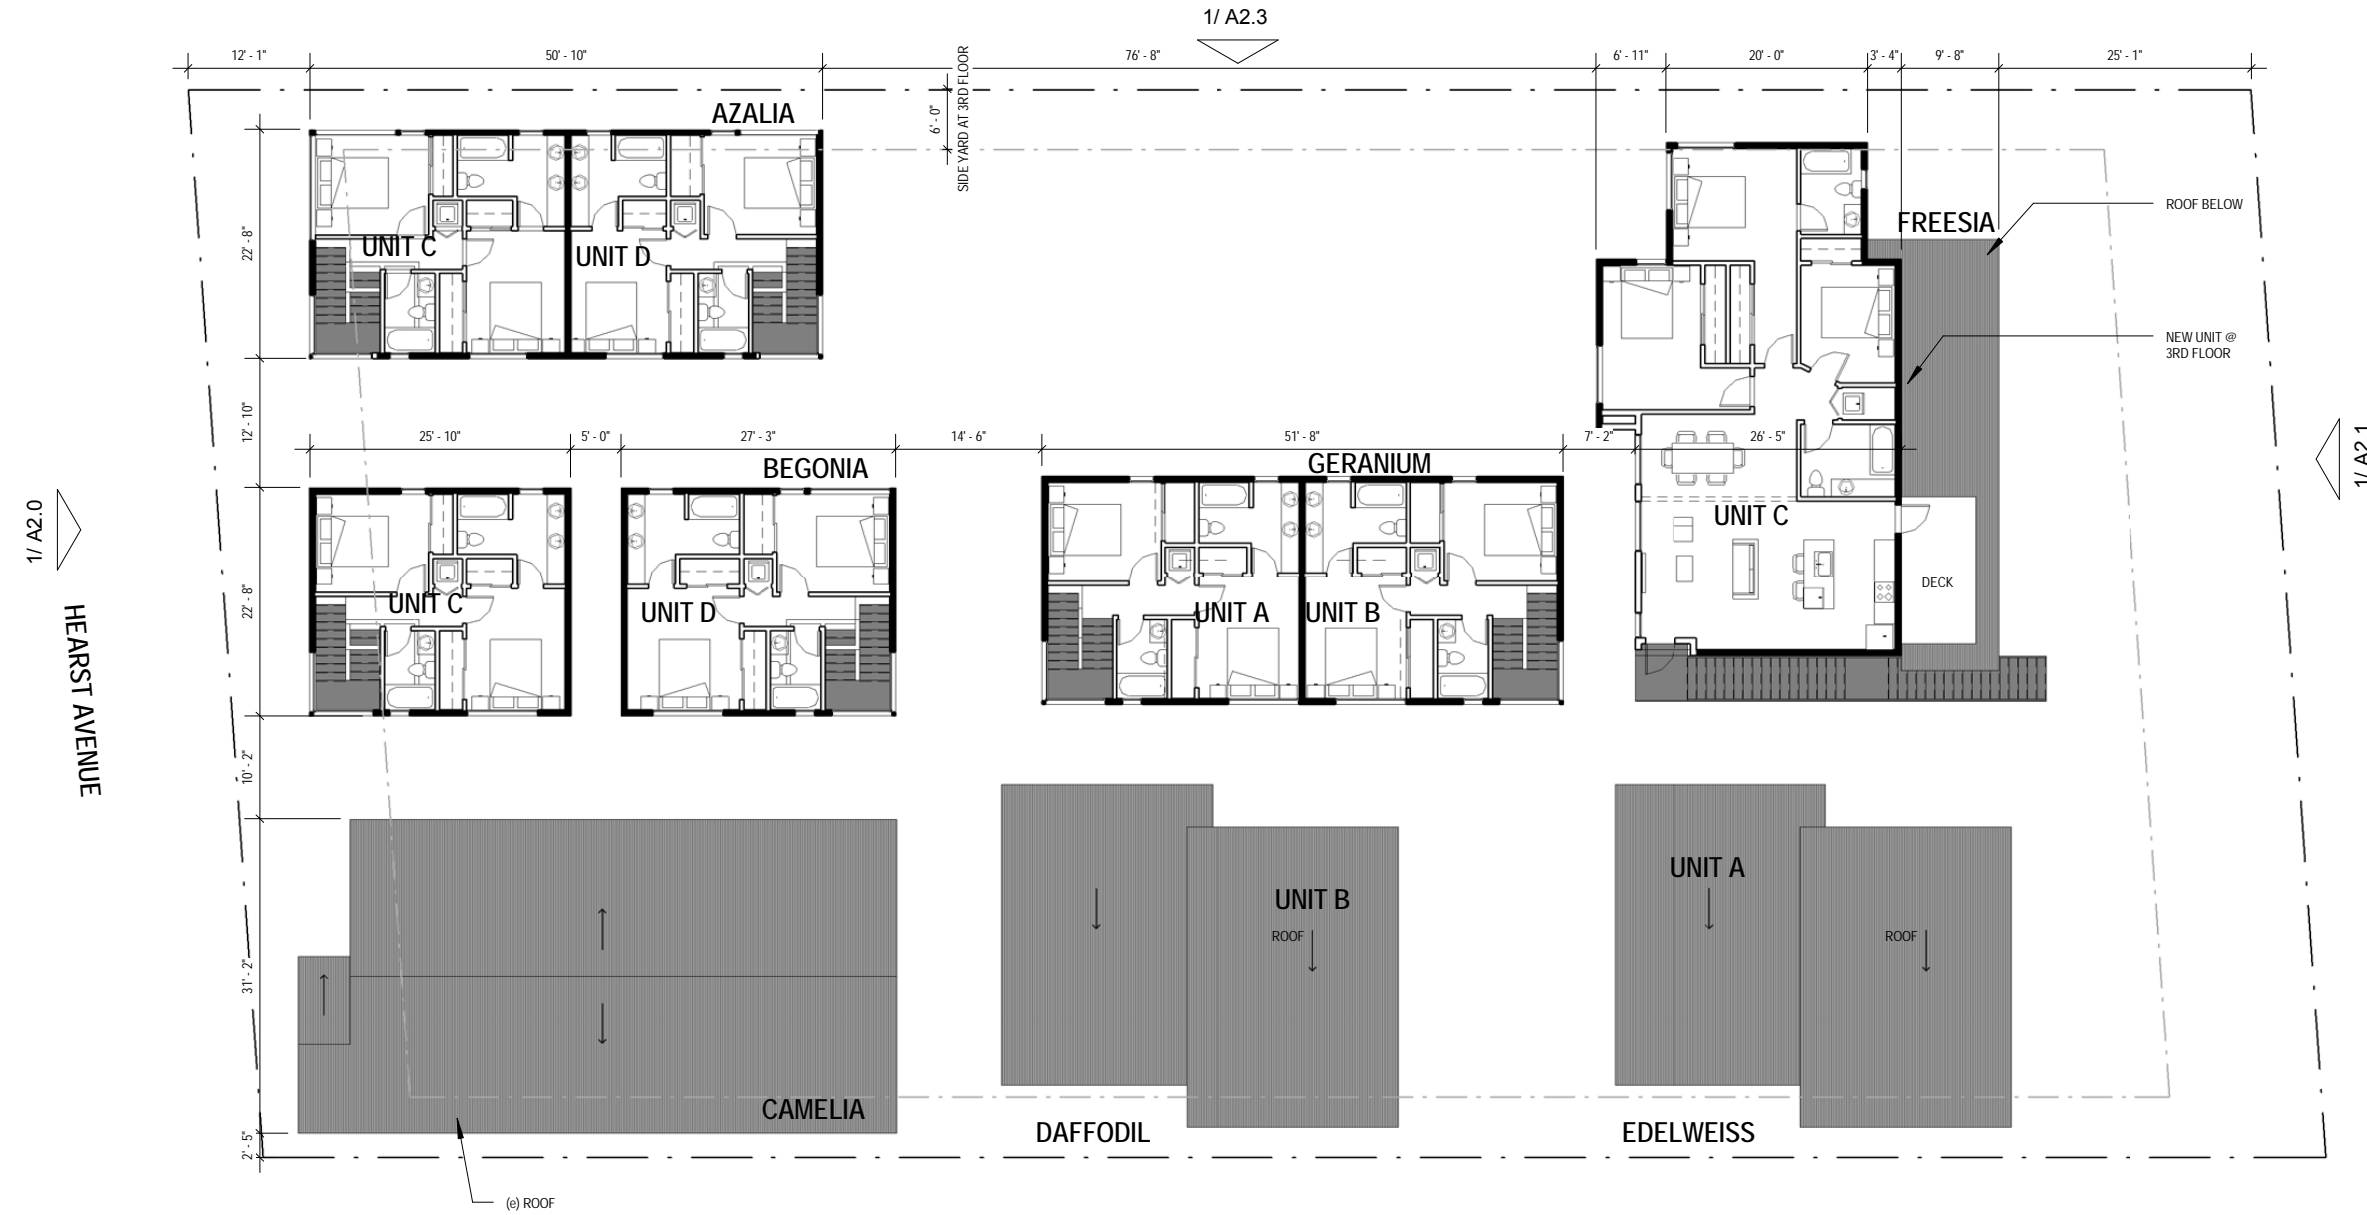 1/ A2.3
12' - 1"
50' - 10"
76' - 8"
6' - 11"
20' - 0"
3' - 4"
9' - 8"
25' - 1"
6' - 0"
SIDE YARD AT 3RD FLOOR
AZALIA
22' - 8"
UNIT C
UNIT D
FREESIA
ROOF BELOW
NEW UNIT @
3RD FLOOR
12' - 10"
25' - 10"
5' - 0"
27' - 3"
14' - 6"
51' - 8"
7' - 2"
26' - 5"
1/ A2.1
BEGONIA
GERANIUM
1/ A2.0
HEARST AVENUE
22' - 8"
UNIT C
UNIT D
UNIT A
UNIT B
UNIT C
DECK
10' - 2"
31' - 2"
UNIT B
ROOF
UNIT A
ROOF
CAMELIA
DAFFODIL
EDELWEISS
2' - 5"
(e) ROOF